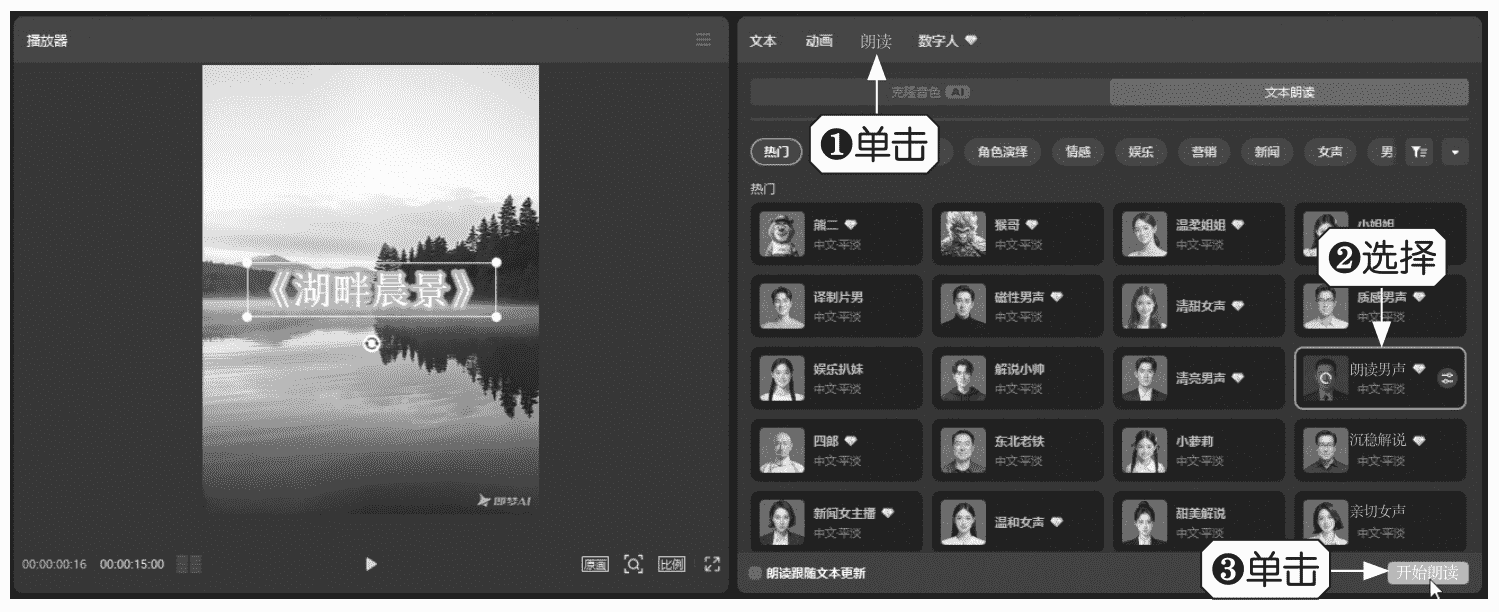 播放器
《湖畔晨景》
即梦AI
00:00:00:16 00:00:15:00
原画 比例
文本 动画 朗读 数字人
❶单击
克隆音色 AI 文本朗读
热门 角色演绎 情感 娱乐 营销 新闻 女声 男
热门
熊二
中文-平淡
猴哥
中文-平淡
温柔姐姐
中文-平淡
小姐姐
❷选择
译制片男
中文-平淡
磁性男声
中文-平淡
清甜女声
质感男声
中文-平淡
娱乐扒妹
中文-平淡
解说小帅
中文-平淡
清亮男声
朗读男声
中文-平淡
四郎
中文-平淡
东北老铁
中文-平淡
小萝莉
中文-平淡
沉稳解说
中文-平淡
新闻女主播
中文-平淡
温和女声
甜美解说
中文-平淡
亲切女声
中文-平淡
朗读跟随文本更新
❸单击
开始朗读